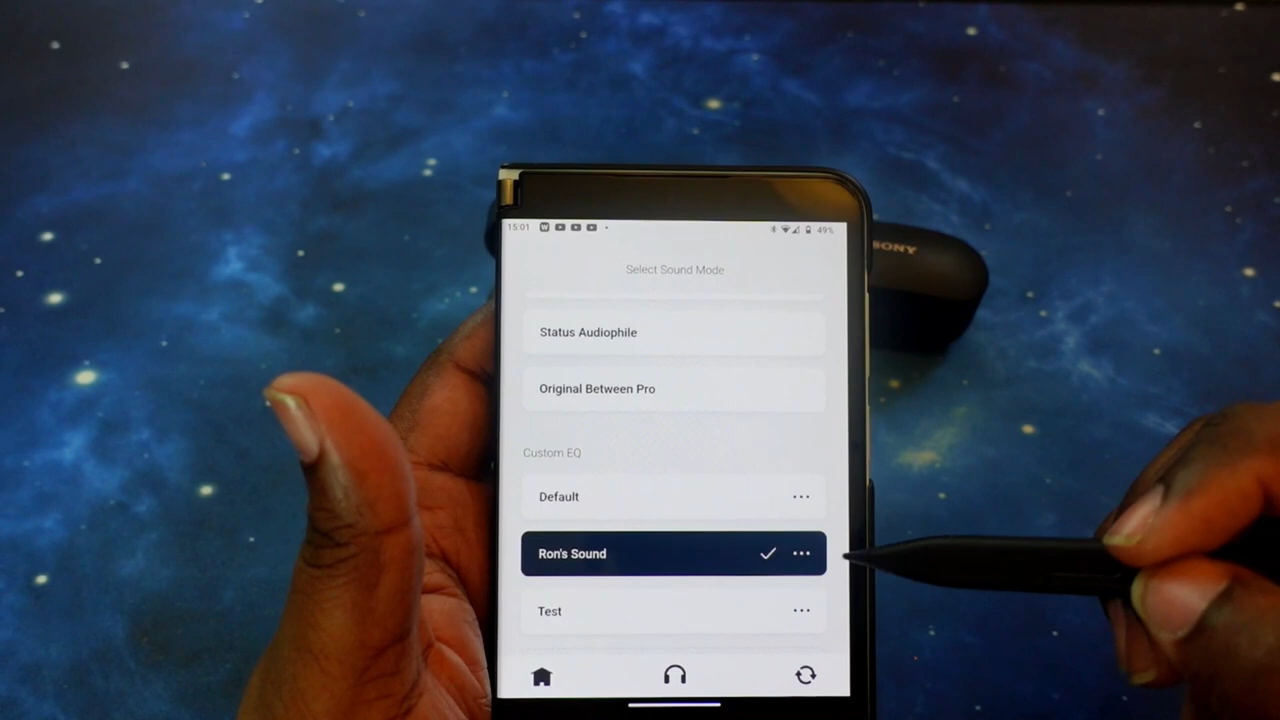 15:01
49%
Select Sound Mode
SONY
Status Audiophile
Original Between Pro
Custom EQ
Default
Ron's Sound
Test